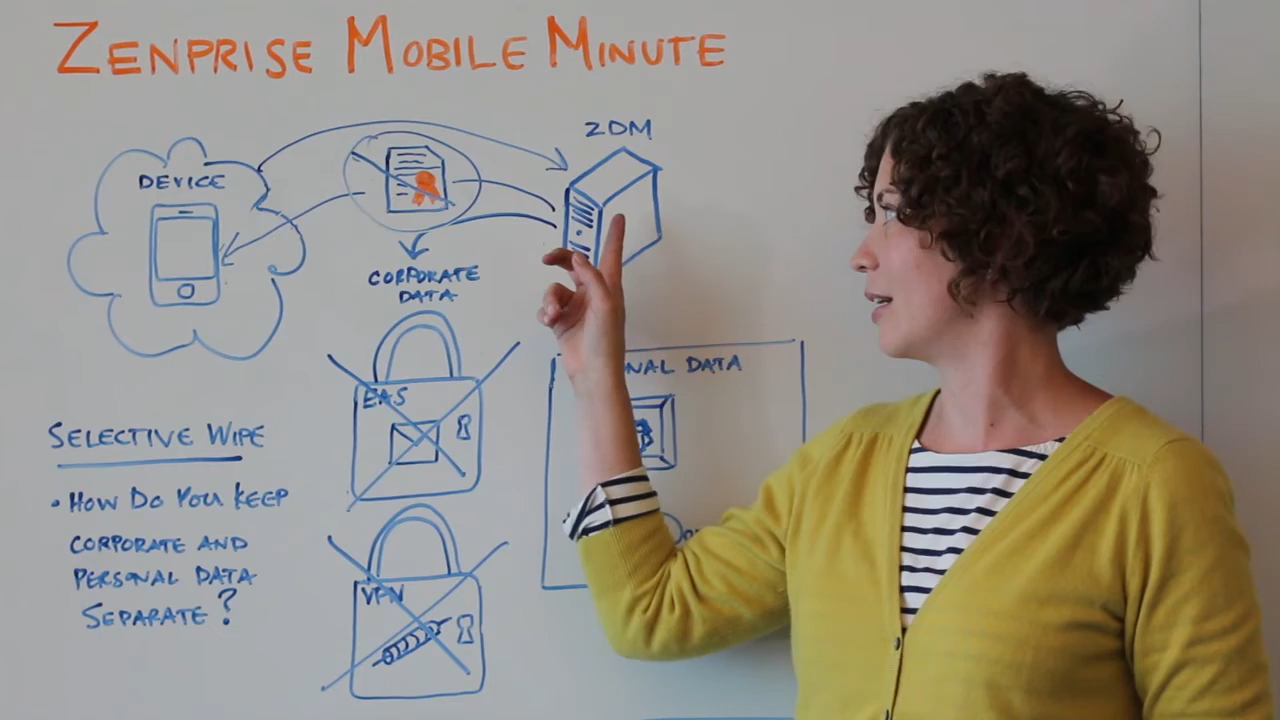 ZENPRISE MOBILE MINUTE
ZDM
DEVICE
CORPORATE
DATA
NAL DATA
EAS
SELECTIVE WIPE
• HOW DO YOU KEEP
CORPORATE AND
PERSONAL DATA
SEPARATE?
VPN